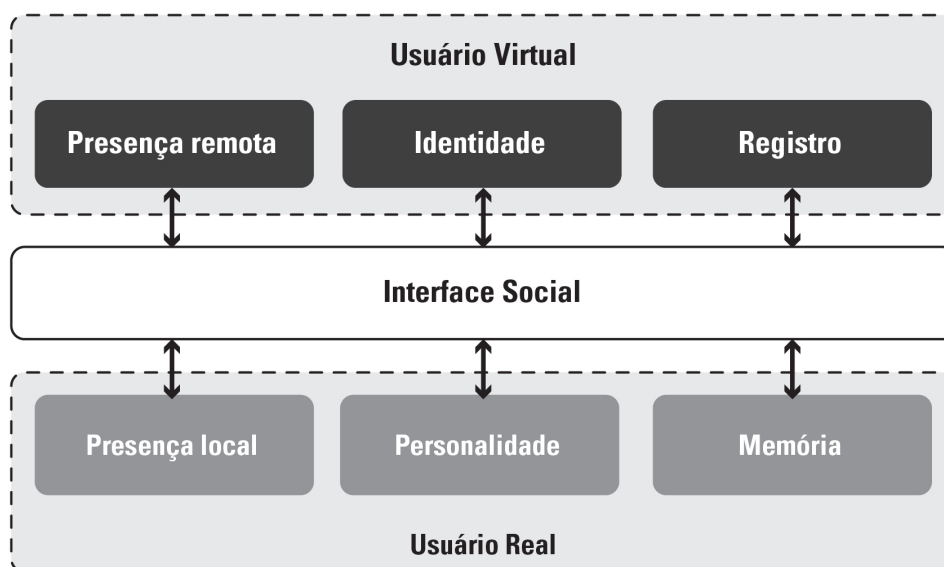 Usuário Virtual
Presença remota
Identidade
Registro
Interface Social
Presença local
Personalidade
Memória
Usuário Real